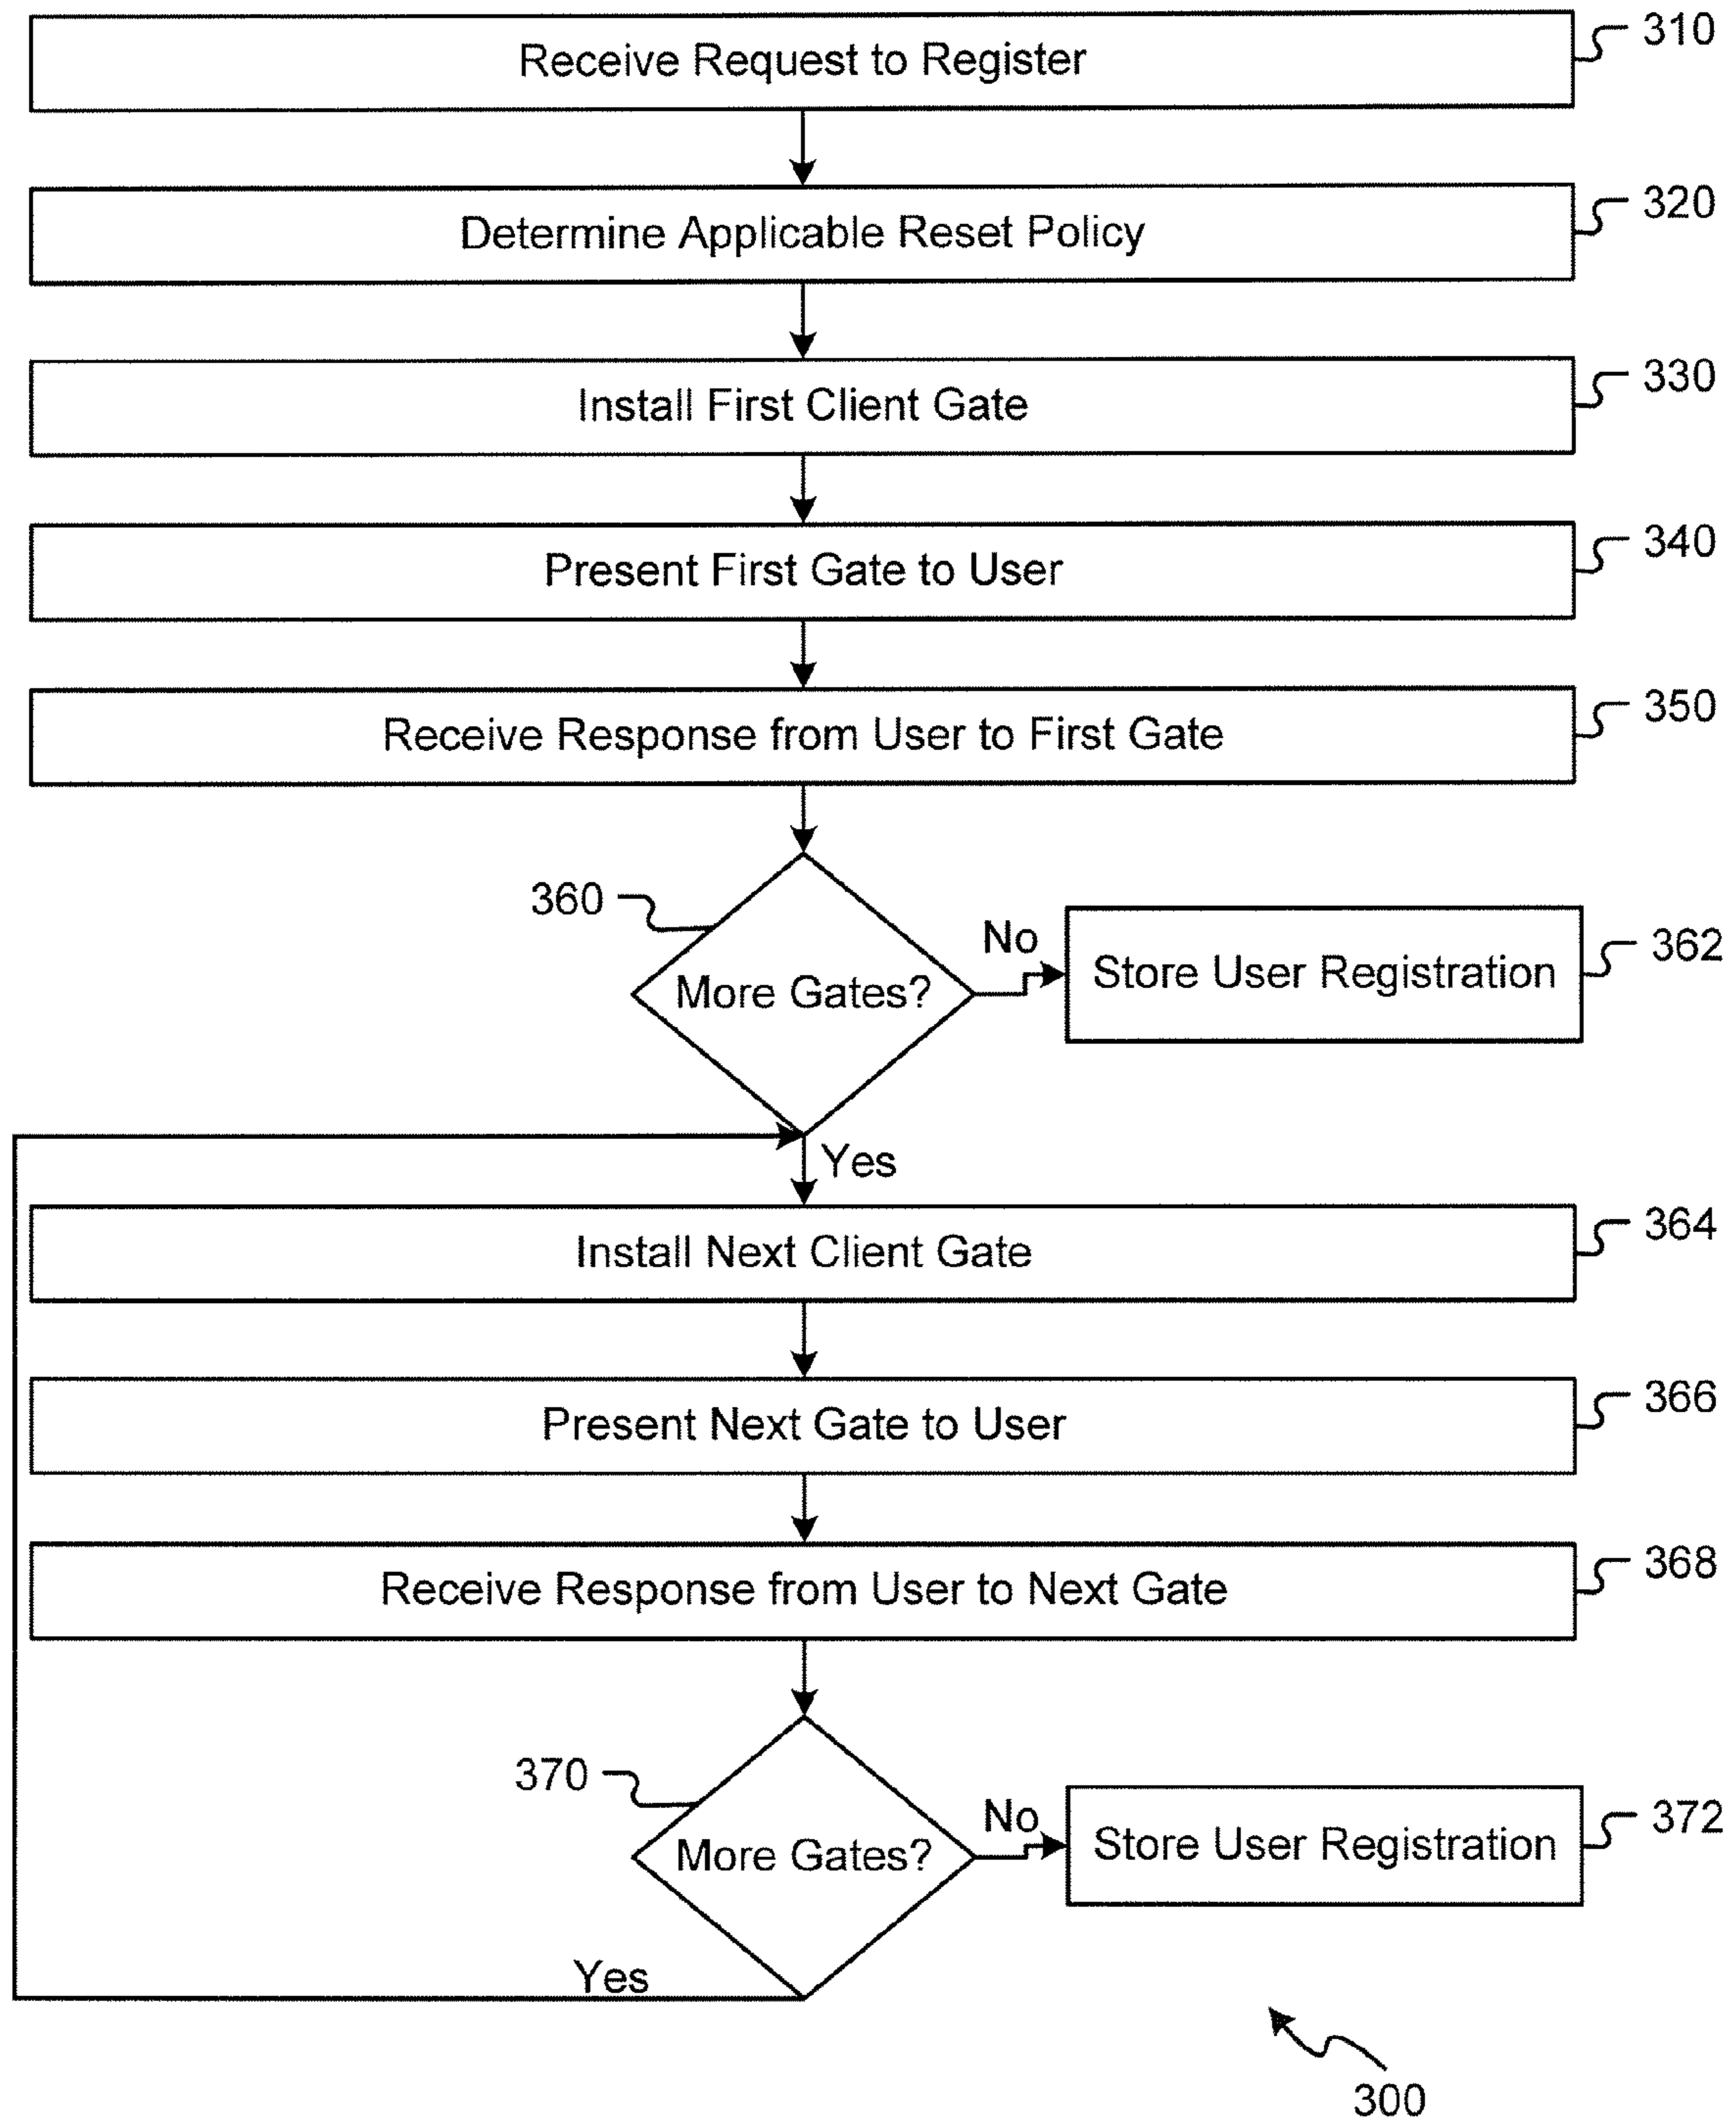 Receive Request to Register
310
Determine Applicable Reset Policy
320
Install First Client Gate
330
Present First Gate to User
340
Receive Response from User to First Gate
350
360
More Gates?
No
Store User Registration
362
Yes
Install Next Client Gate
364
Present Next Gate to User
366
Receive Response from User to Next Gate
368
370
More Gates?
No
Store User Registration
372
Yes
300